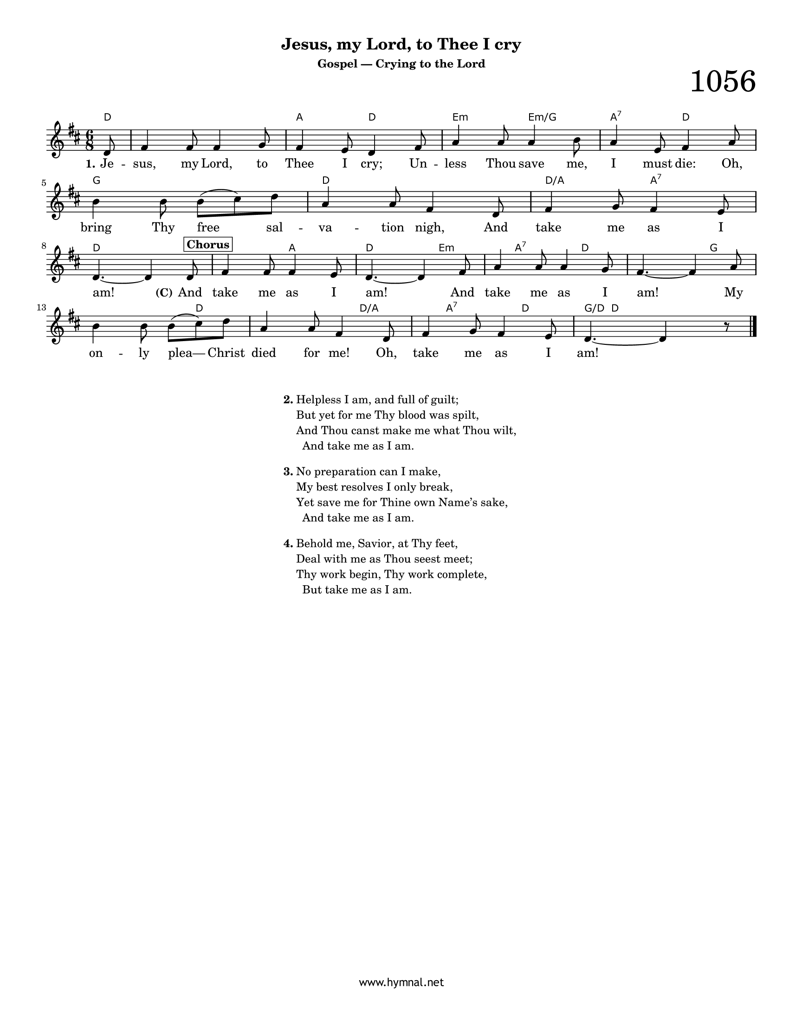 Jesus, my Lord, to Thee I cry
Gospel — Crying to the Lord
1056
D A D Em Em/G A7 D
6
8
1. Je - sus, my Lord, to Thee I cry; Un - less Thou save me, I must die: Oh,
5 G D D/A A7
bring Thy free sal - va - tion nigh, And take me as I
8 D Chorus A D Em A7 D G
am! (C) And take me as I am! And take me as I am! My
13 D D/A A7 D G/D D
on - ly plea— Christ died for me! Oh, take me as I am!
2. Helpless I am, and full of guilt;
But yet for me Thy blood was spilt,
And Thou canst make me what Thou wilt,
And take me as I am.
3. No preparation can I make,
My best resolves I only break,
Yet save me for Thine own Name's sake,
And take me as I am.
4. Behold me, Savior, at Thy feet,
Deal with me as Thou seest meet;
Thy work begin, Thy work complete,
But take me as I am.
www.hymnal.net